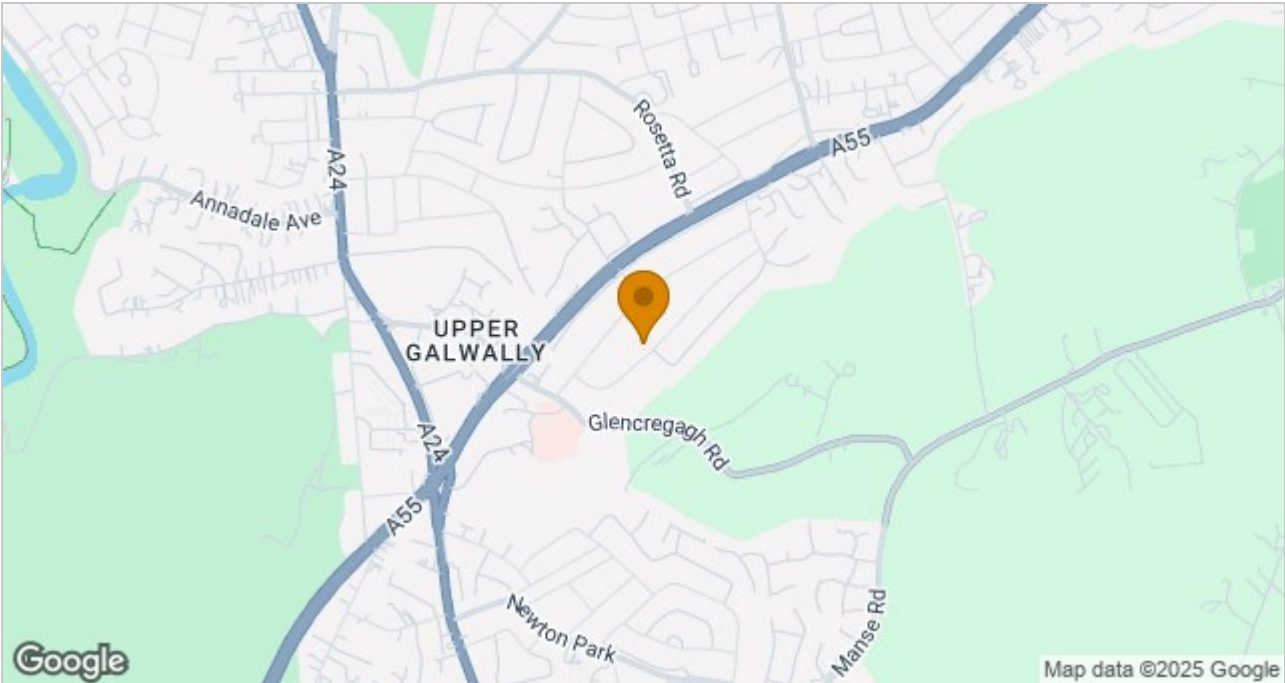 Rosetta Rd
A55
A24
Annadale Ave
UPPER
GALWALLY
Glencregagh Rd
A24
A55
Newton Park
Manse Rd
Google
Map data ©2025 Google